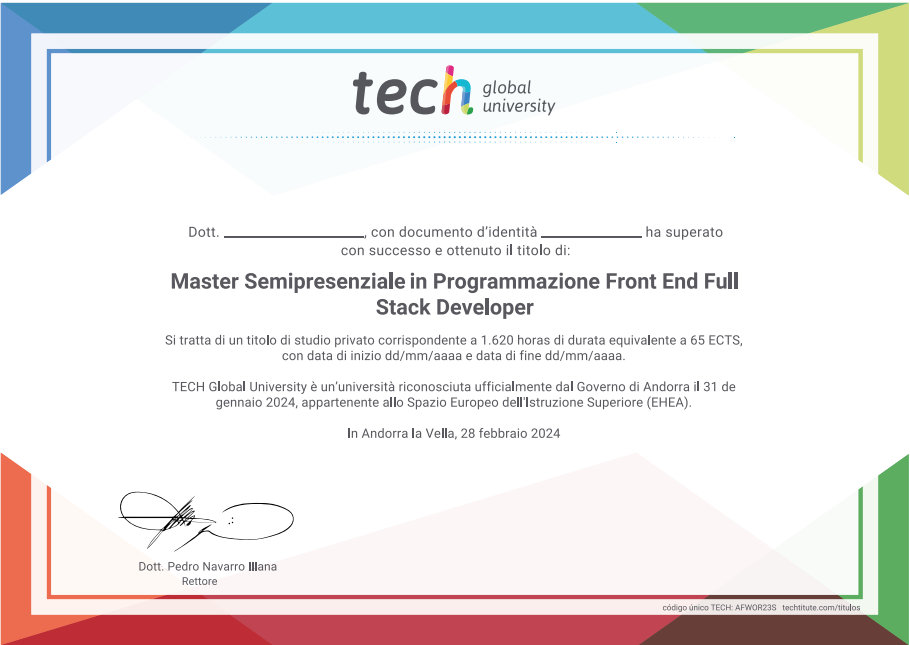 tech global
university
Dott. ______________, con documento d'identità __________ ha superato
con successo e ottenuto il titolo di:
Master Semipresenziale in Programmazione Front End Full
Stack Developer
Si tratta di un titolo di studio privato corrispondente a 1.620 horas di durata equivalente a 65 ECTS,
con data di inizio dd/mm/aaaa e data di fine dd/mm/aaaa.
TECH Global University è un'università riconosciuta ufficialmente dal Governo di Andorra il 31 de
gennaio 2024, appartenente allo Spazio Europeo dell'Istruzione Superiore (EHEA).
In Andorra la Vella, 28 febbraio 2024
Dott. Pedro Navarro Illana
Rettore
código único TECH: AFWOR23S techtitute.com/titulos